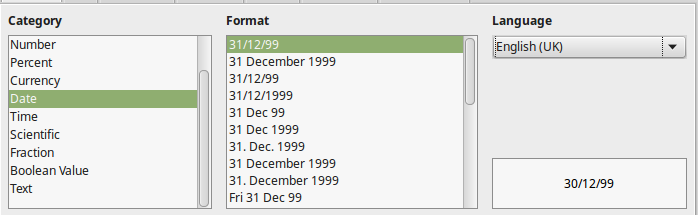 Category
Number
Percent
Currency
Date
Time
Scientific
Fraction
Boolean Value
Text
Format
31/12/99
31 December 1999
31/12/99
31/12/1999
31 Dec 99
31 Dec 1999
31. Dec. 1999
31 December 1999
31. December 1999
Fri 31 Dec 99
Language
English (UK)
30/12/99